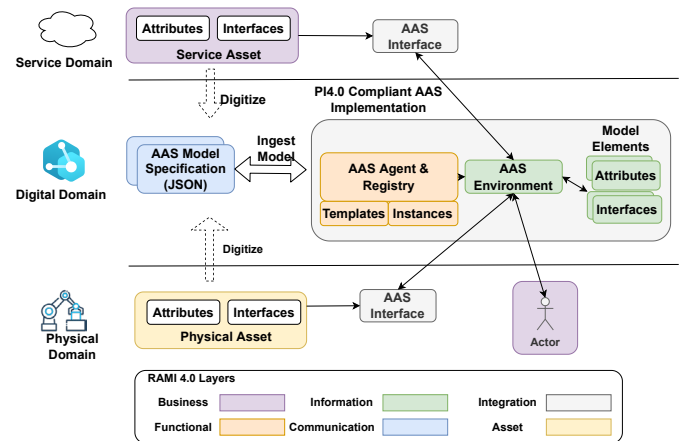 Attributes
Interfaces
Service Asset
AAS
Interface
Service Domain
Digitize
PI4.0 Compliant AAS
Implementation
Ingest
Model
AAS Model
Specification
(JSON)
AAS Agent &
Registry
Templates
Instances
AAS
Environment
Model
Elements
Attributes
Interfaces
Digital Domain
Digitize
Attributes
Interfaces
Physical Asset
AAS
Interface
Actor
Physical
Domain
RAMI 4.0 Layers
Business
Information
Integration
Functional
Communication
Asset